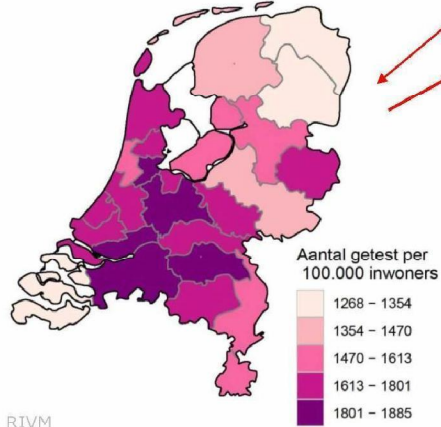 Aantal getest per
100.000 inwoners
1268 – 1354
1354 – 1470
1470 – 1613
1613 – 1801
1801 – 1885
RIVM